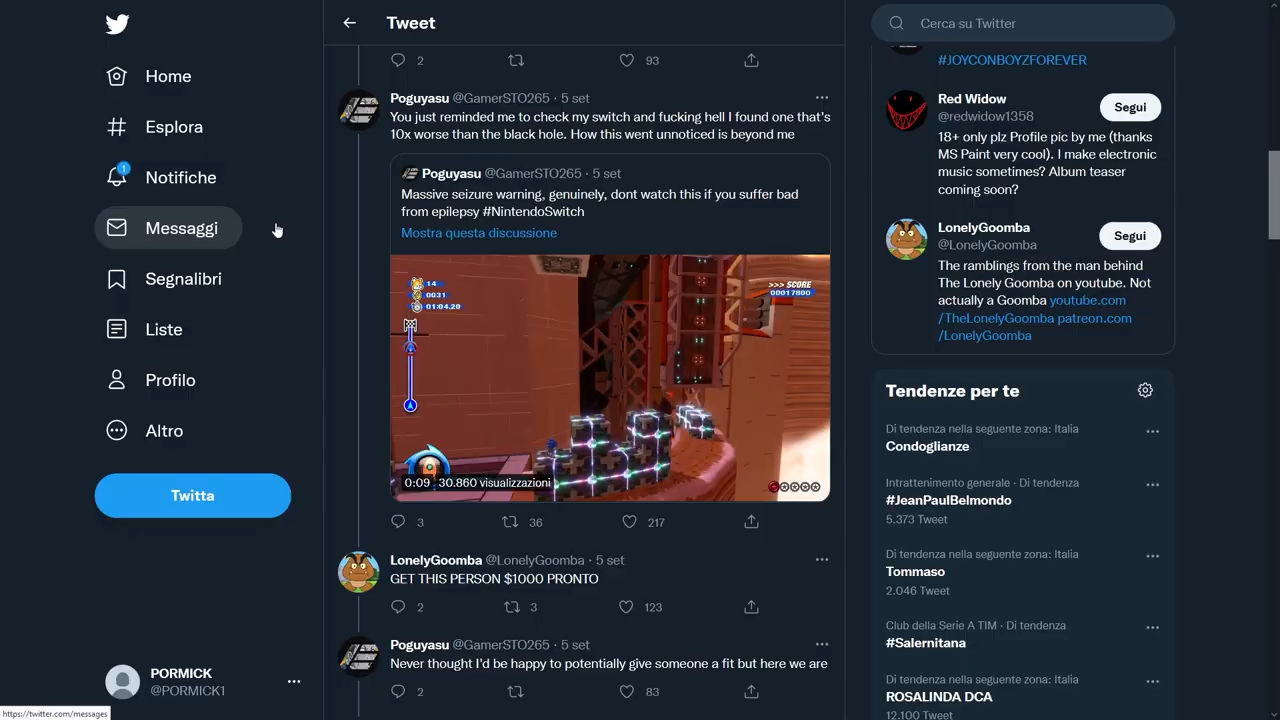 Home
Esplora
1
Notifiche
Messaggi
Segnalibri
Liste
Profilo
Altro
Twitta
PORMICK
@PORMICK1
https://twitter.com/messages
Tweet
2 93
Poguyasu @GamerSTO265 · 5 set
You just reminded me to check my switch and fucking hell I found one that's
10x worse than the black hole. How this went unnoticed is beyond me
Poguyasu @GamerSTO265 · 5 set
Massive seizure warning, genuinely, dont watch this if you suffer bad
from epilepsy #NintendoSwitch
Mostra questa discussione
14
0031
01:04.20
>>> SCORE
00017800
0:09 30.860 visualizzazioni
3 36 217
LonelyGoomba @LonelyGoomba · 5 set
GET THIS PERSON $1000 PRONTO
2 3 123
Poguyasu @GamerSTO265 · 5 set
Never thought I'd be happy to potentially give someone a fit but here we are
2 83
Cerca su Twitter
#JOYCONBOYZFOREVER
Red Widow
@redwidow1358
Segui
18+ only plz Profile pic by me (thanks
MS Paint very cool). I make electronic
music sometimes? Album teaser
coming soon?
LonelyGoomba
@LonelyGoomba
Segui
The ramblings from the man behind
The Lonely Goomba on youtube. Not
actually a Goomba youtube.com
/TheLonelyGoomba patreon.com
/LonelyGoomba
Tendenze per te
Di tendenza nella seguente zona: Italia
Condoglianze
Intrattenimento generale · Di tendenza
#JeanPaulBelmondo
5.373 Tweet
Di tendenza nella seguente zona: Italia
Tommaso
2.046 Tweet
Club della Serie A TIM · Di tendenza
#Salernitana
Di tendenza nella seguente zona: Italia
ROSALINDA DCA
12.100 Tweet